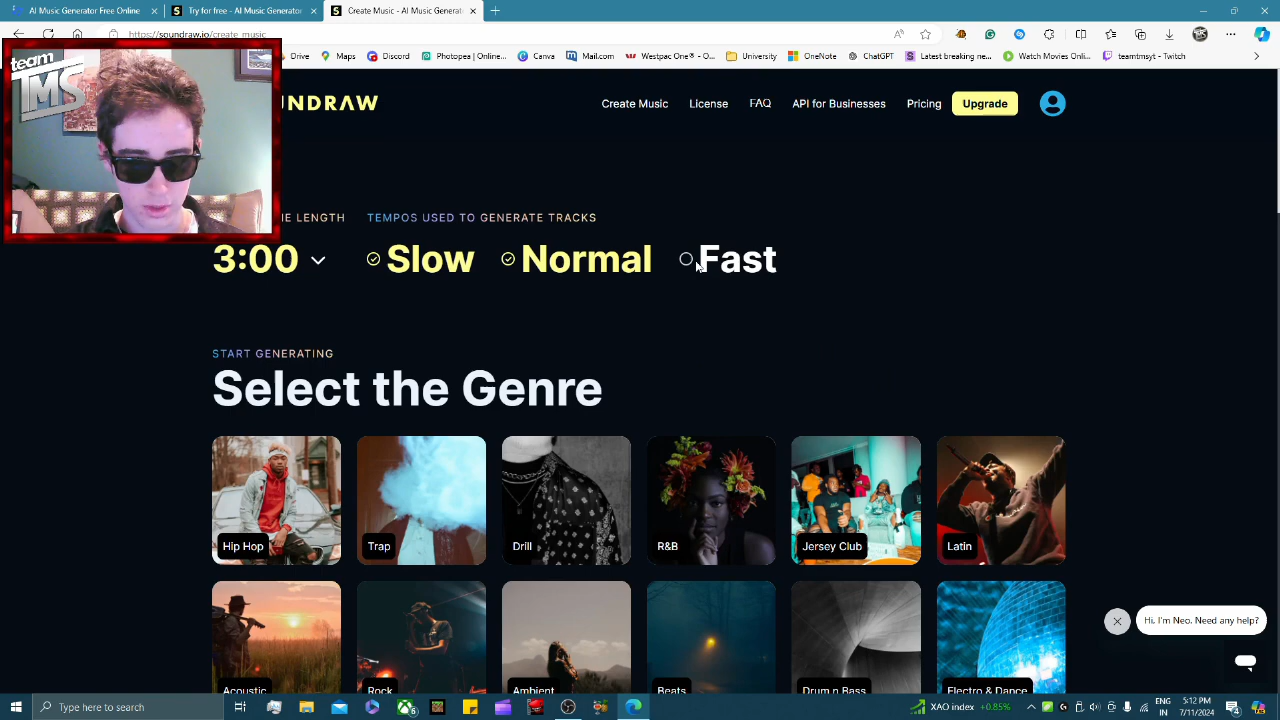 AI Music Generator Free Online
Try for free - AI Music Generator
Create Music - AI Music Generat
https://soundraw.io/create_music
Drive
Maps
Discord
Photopea | Online...
Canva
Mail.com
Westpac One® - O...
University
OneNote
ChatGPT
Latest breaking ne...
Watch Movies Onli...
teamtmsyt - Twitch
team
TMS
UNDRAW
Create Music
License
FAQ
API for Businesses
Pricing
Upgrade
E LENGTH
TEMPOS USED TO GENERATE TRACKS
3:00
Slow
Normal
Fast
START GENERATING
Select the Genre
Hip Hop
Trap
Drill
R&B
Jersey Club
Latin
Hi. I'm Neo. Need any help?
Acoustic
Rock
Ambient
Beats
Drum n Bass
Electro & Dance
Type here to search
XAO index +0.85%
ENG
IN
5:12 PM
7/11/2024